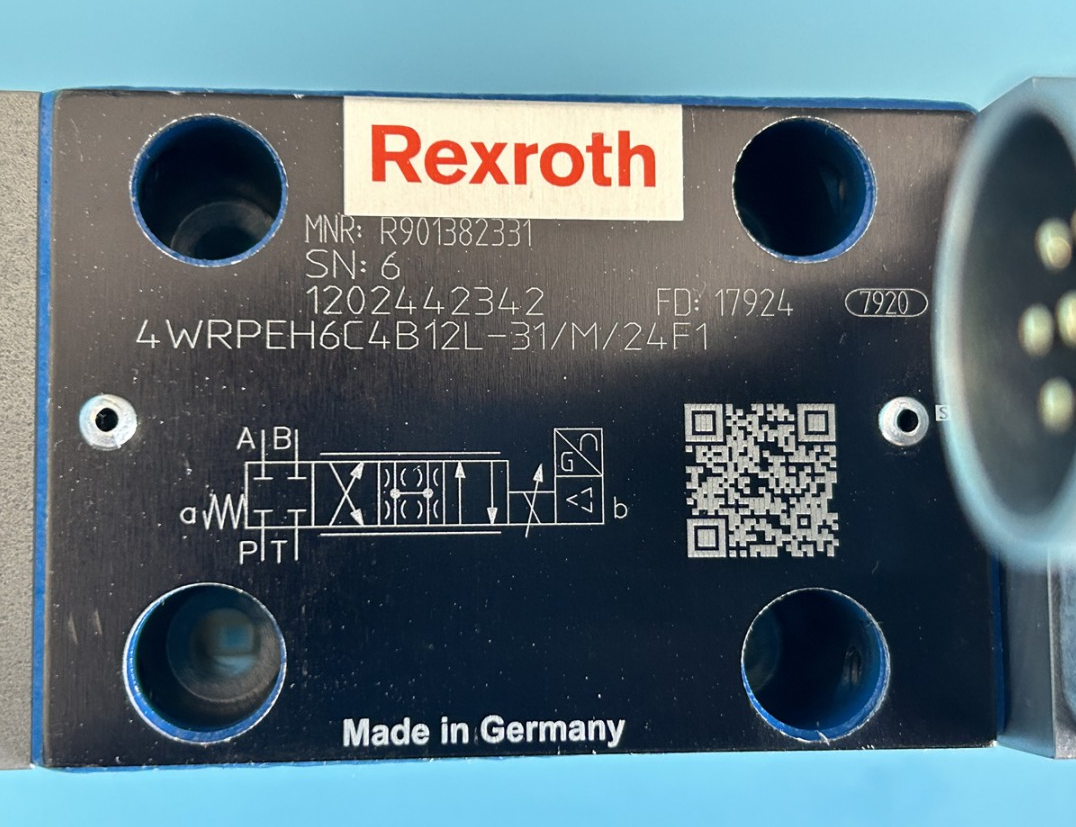 Rexroth
MNR: R901382331
SN: 6
1202442342
FD: 17924
7920
4WRPEH6C4B12L-31/M/24F1
A B
G
a
b
P T
S
Made in Germany